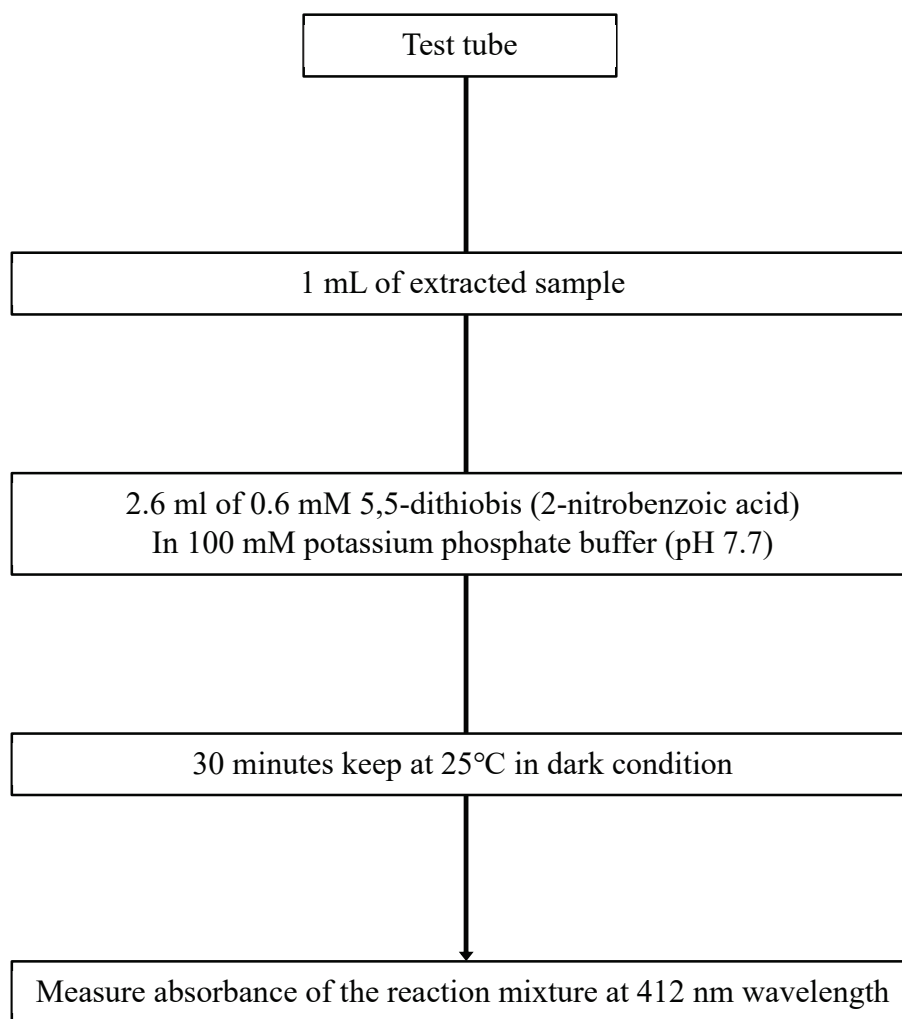 Test tube
1 mL of extracted sample
2.6 ml of 0.6 mM 5,5-dithiobis (2-nitrobenzoic acid)
In 100 mM potassium phosphate buffer (pH 7.7)
30 minutes keep at 25℃ in dark condition
Measure absorbance of the reaction mixture at 412 nm wavelength